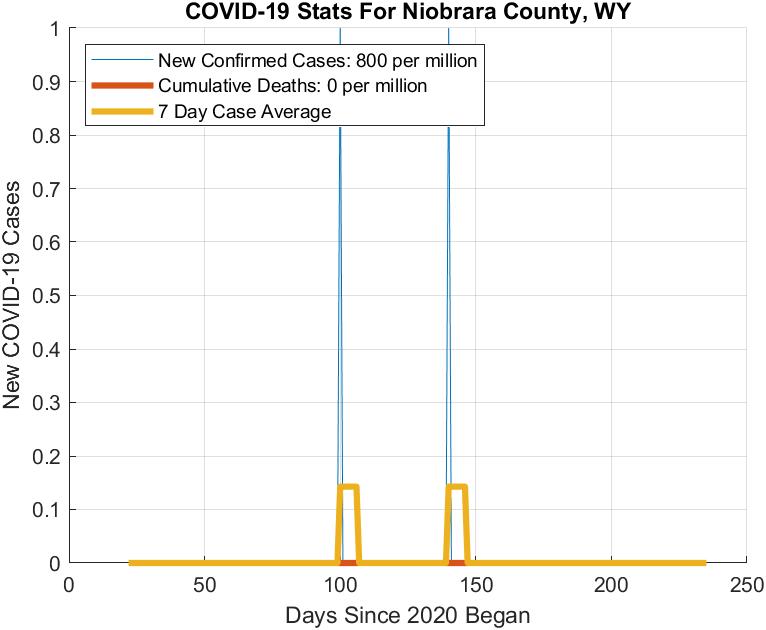 COVID-19 Stats For Niobrara County, WY
1
New Confirmed Cases: 800 per million
0.9
Cumulative Deaths: 0 per million
7 Day Case Average
0.8
0.7
0.6
0.5
0.4
0.3
0.2
0.1
0
New COVID-19 Cases
0 50 100 150 200 250
Days Since 2020 Began